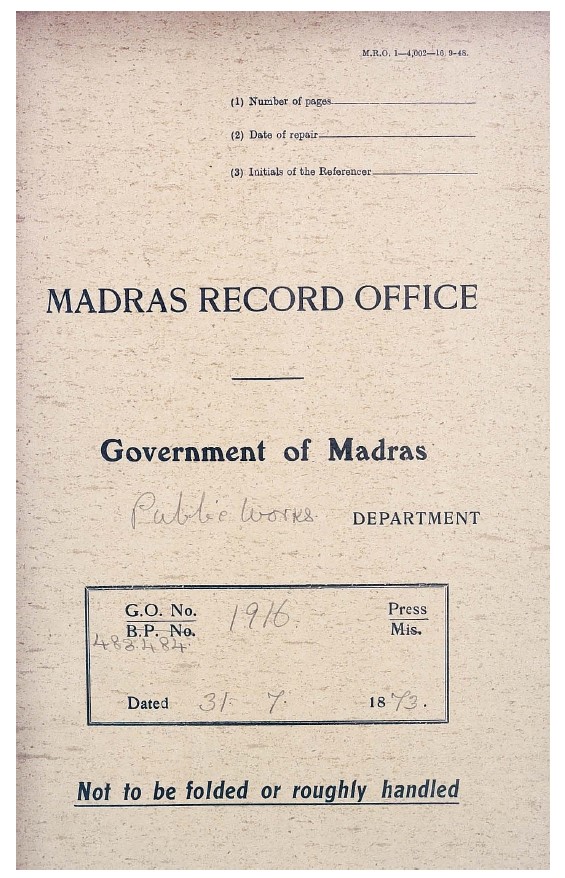 M.R.O. 1—4,002—16. 9-48.
(1) Number of pages
(2) Date of repair
(3) Initials of the Referencer
MADRAS RECORD OFFICE
Government of Madras
Public Works DEPARTMENT
G.O. No. 1916. Press
B.P. No. Mis.
483.484.
Dated 31. 7. 1873.
Not to be folded or roughly handled